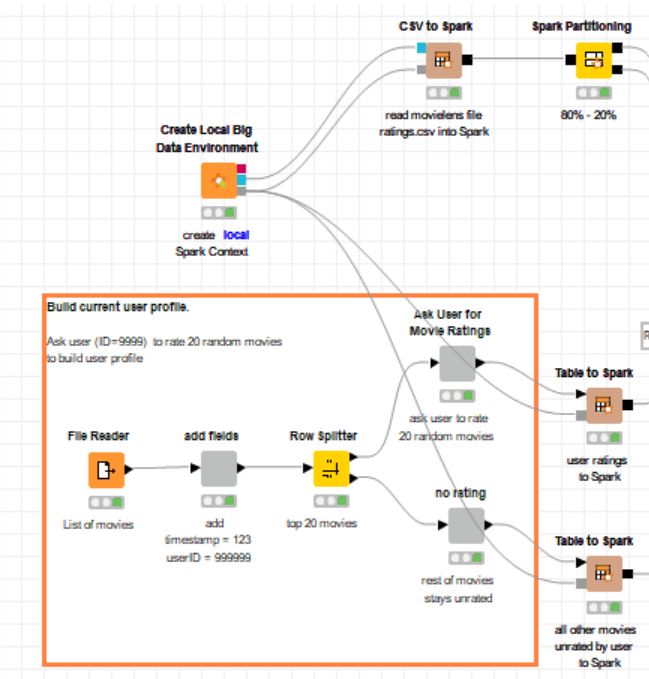 CSV to Spark
Spark Partitioning
read movielens file
ratings.csv into Spark
80% - 20%
Create Local Big
Data Environment
create local
Spark Context
Build current user profile.
Ask user (ID=9999) to rate 20 random movies
to build user profile
Ask User for
Movie Ratings
ask user to rate
20 random movies
Table to Spark
user ratings
to Spark
File Reader
List of movies
add fields
add
timestamp = 123
userID = 999999
Row Splitter
top 20 movies
no rating
rest of movies
stays unrated
Table to Spark
all other movies
unrated by user
to Spark